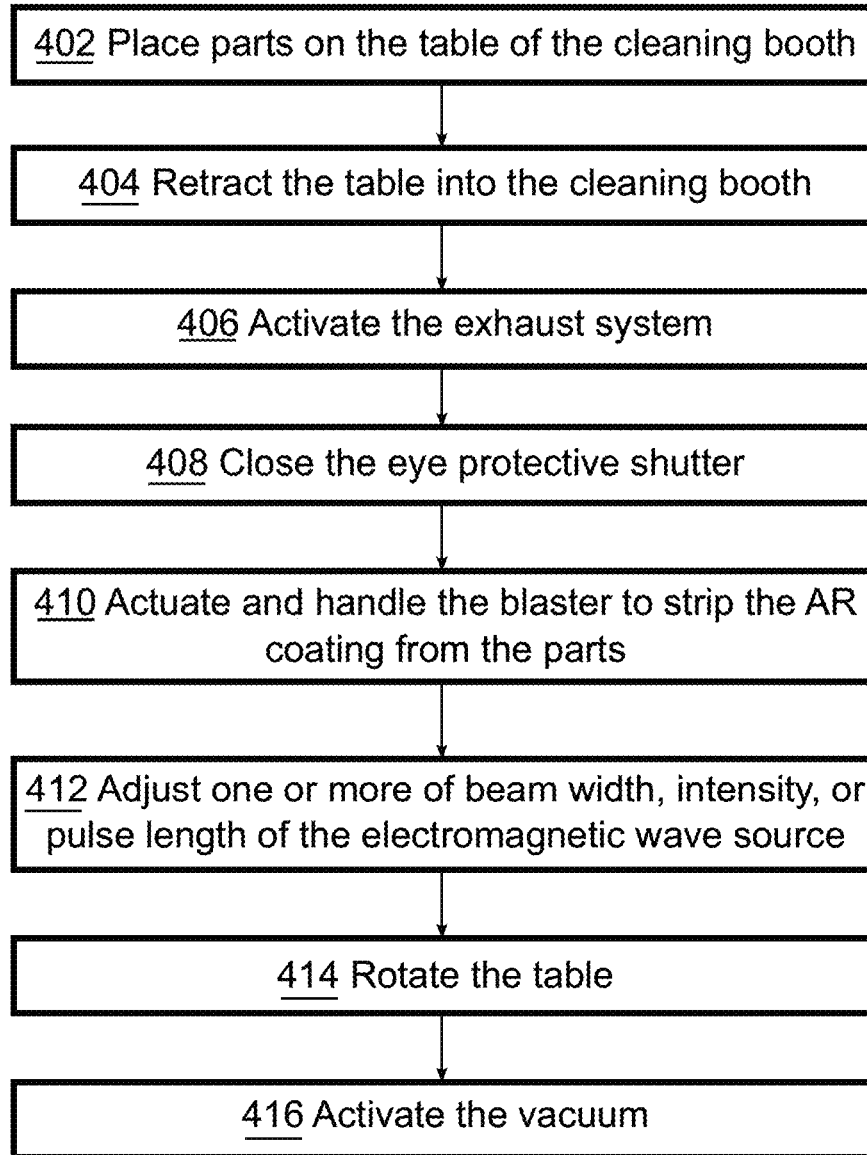 402 Place parts on the table of the cleaning booth
404 Retract the table into the cleaning booth
406 Activate the exhaust system
408 Close the eye protective shutter
410 Actuate and handle the blaster to strip the AR
coating from the parts
412 Adjust one or more of beam width, intensity, or
pulse length of the electromagnetic wave source
414 Rotate the table
416 Activate the vacuum